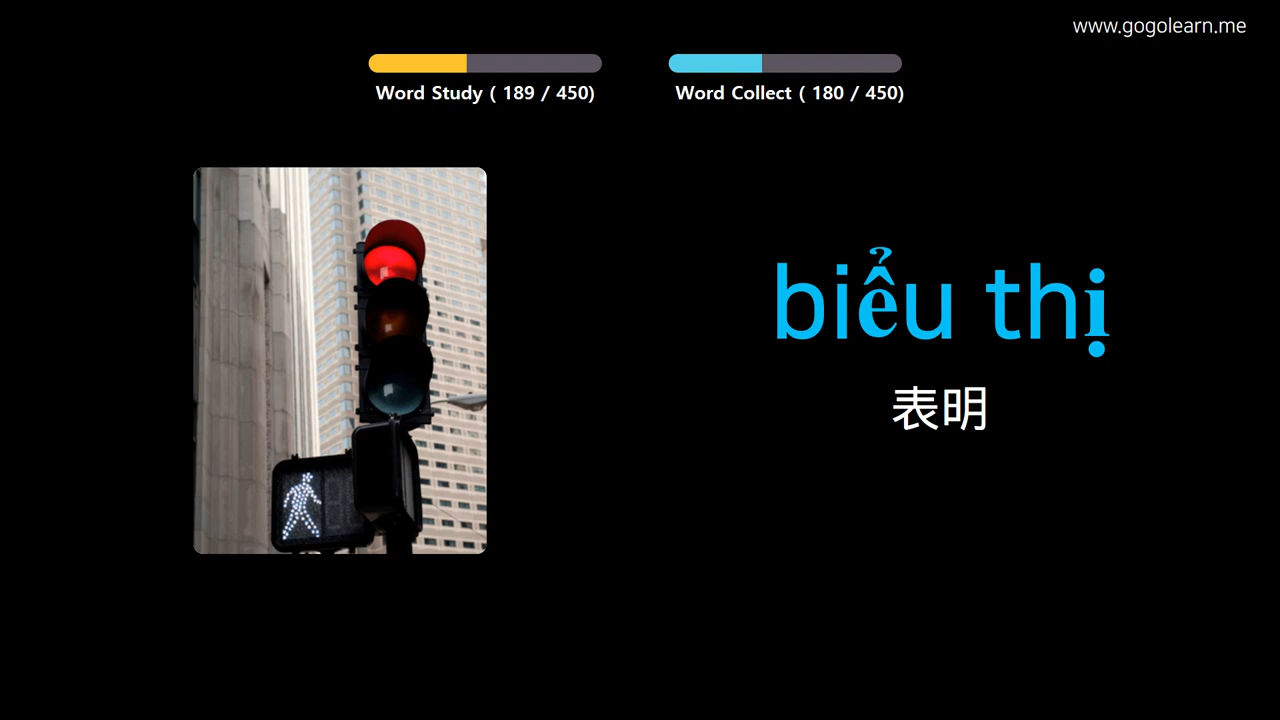 www.gogolearn.me
Word Study ( 189 / 450)
Word Collect ( 180 / 450)
biểu thị
表明